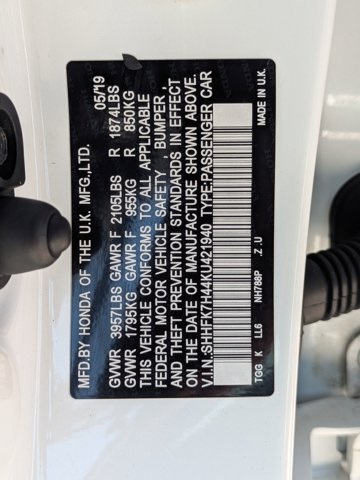 MFD.BY HONDA OF THE U.K. MFG.,LTD. 05/19
GVWR 3957LBS GAWR F 2105LBS R 1874LBS
GVWR 1795KG GAWR F 955KG R 850KG
THIS VEHICLE CONFORMS TO ALL APPLICABLE
FEDERAL MOTOR VEHICLE SAFETY , BUMPER ,
AND THEFT PREVENTION STANDARDS IN EFFECT
ON THE DATE OF MANUFACTURE SHOWN ABOVE.
V.I.N.:SHHFK7H44KU421940 TYPE:PASSENGER CAR
TGG K LL6 NH788P .Z .U MADE IN U.K.